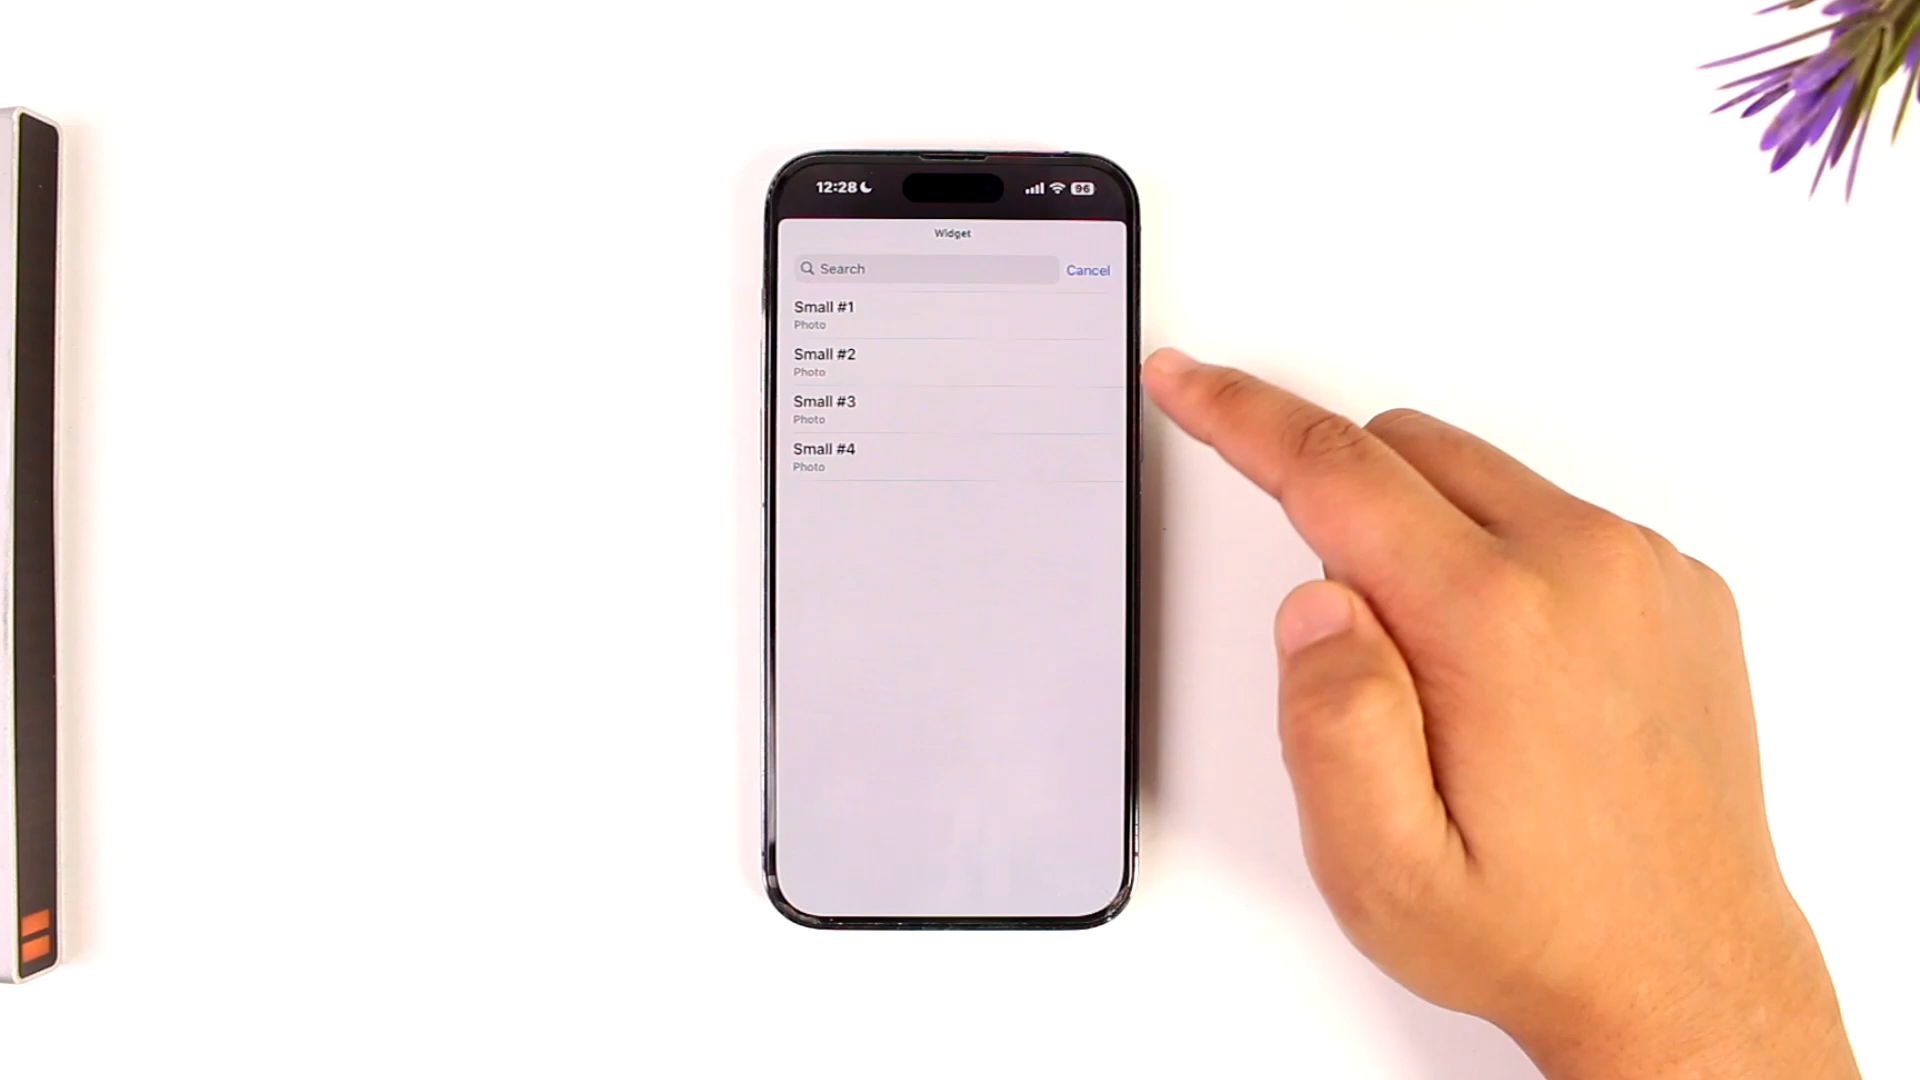 12:28
96
Widget
Search
Cancel
Small #1
Photo
Small #2
Photo
Small #3
Photo
Small #4
Photo